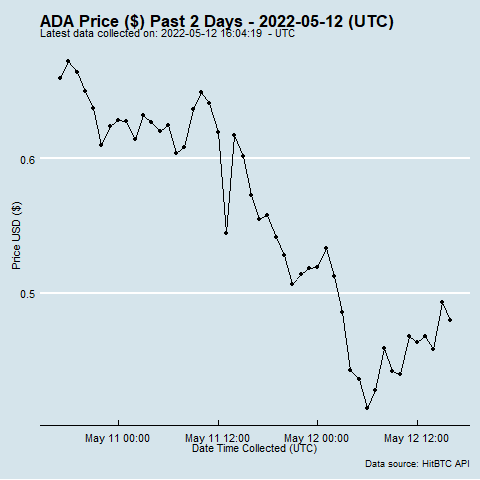 ADA Price ($) Past 2 Days - 2022-05-12 (UTC)
Latest data collected on: 2022-05-12 16:04:19 - UTC
0.6
Price USD ($)
0.5
May 11 00:00 May 11 12:00 May 12 00:00 May 12 12:00
Date Time Collected (UTC)
Data source: HitBTC API